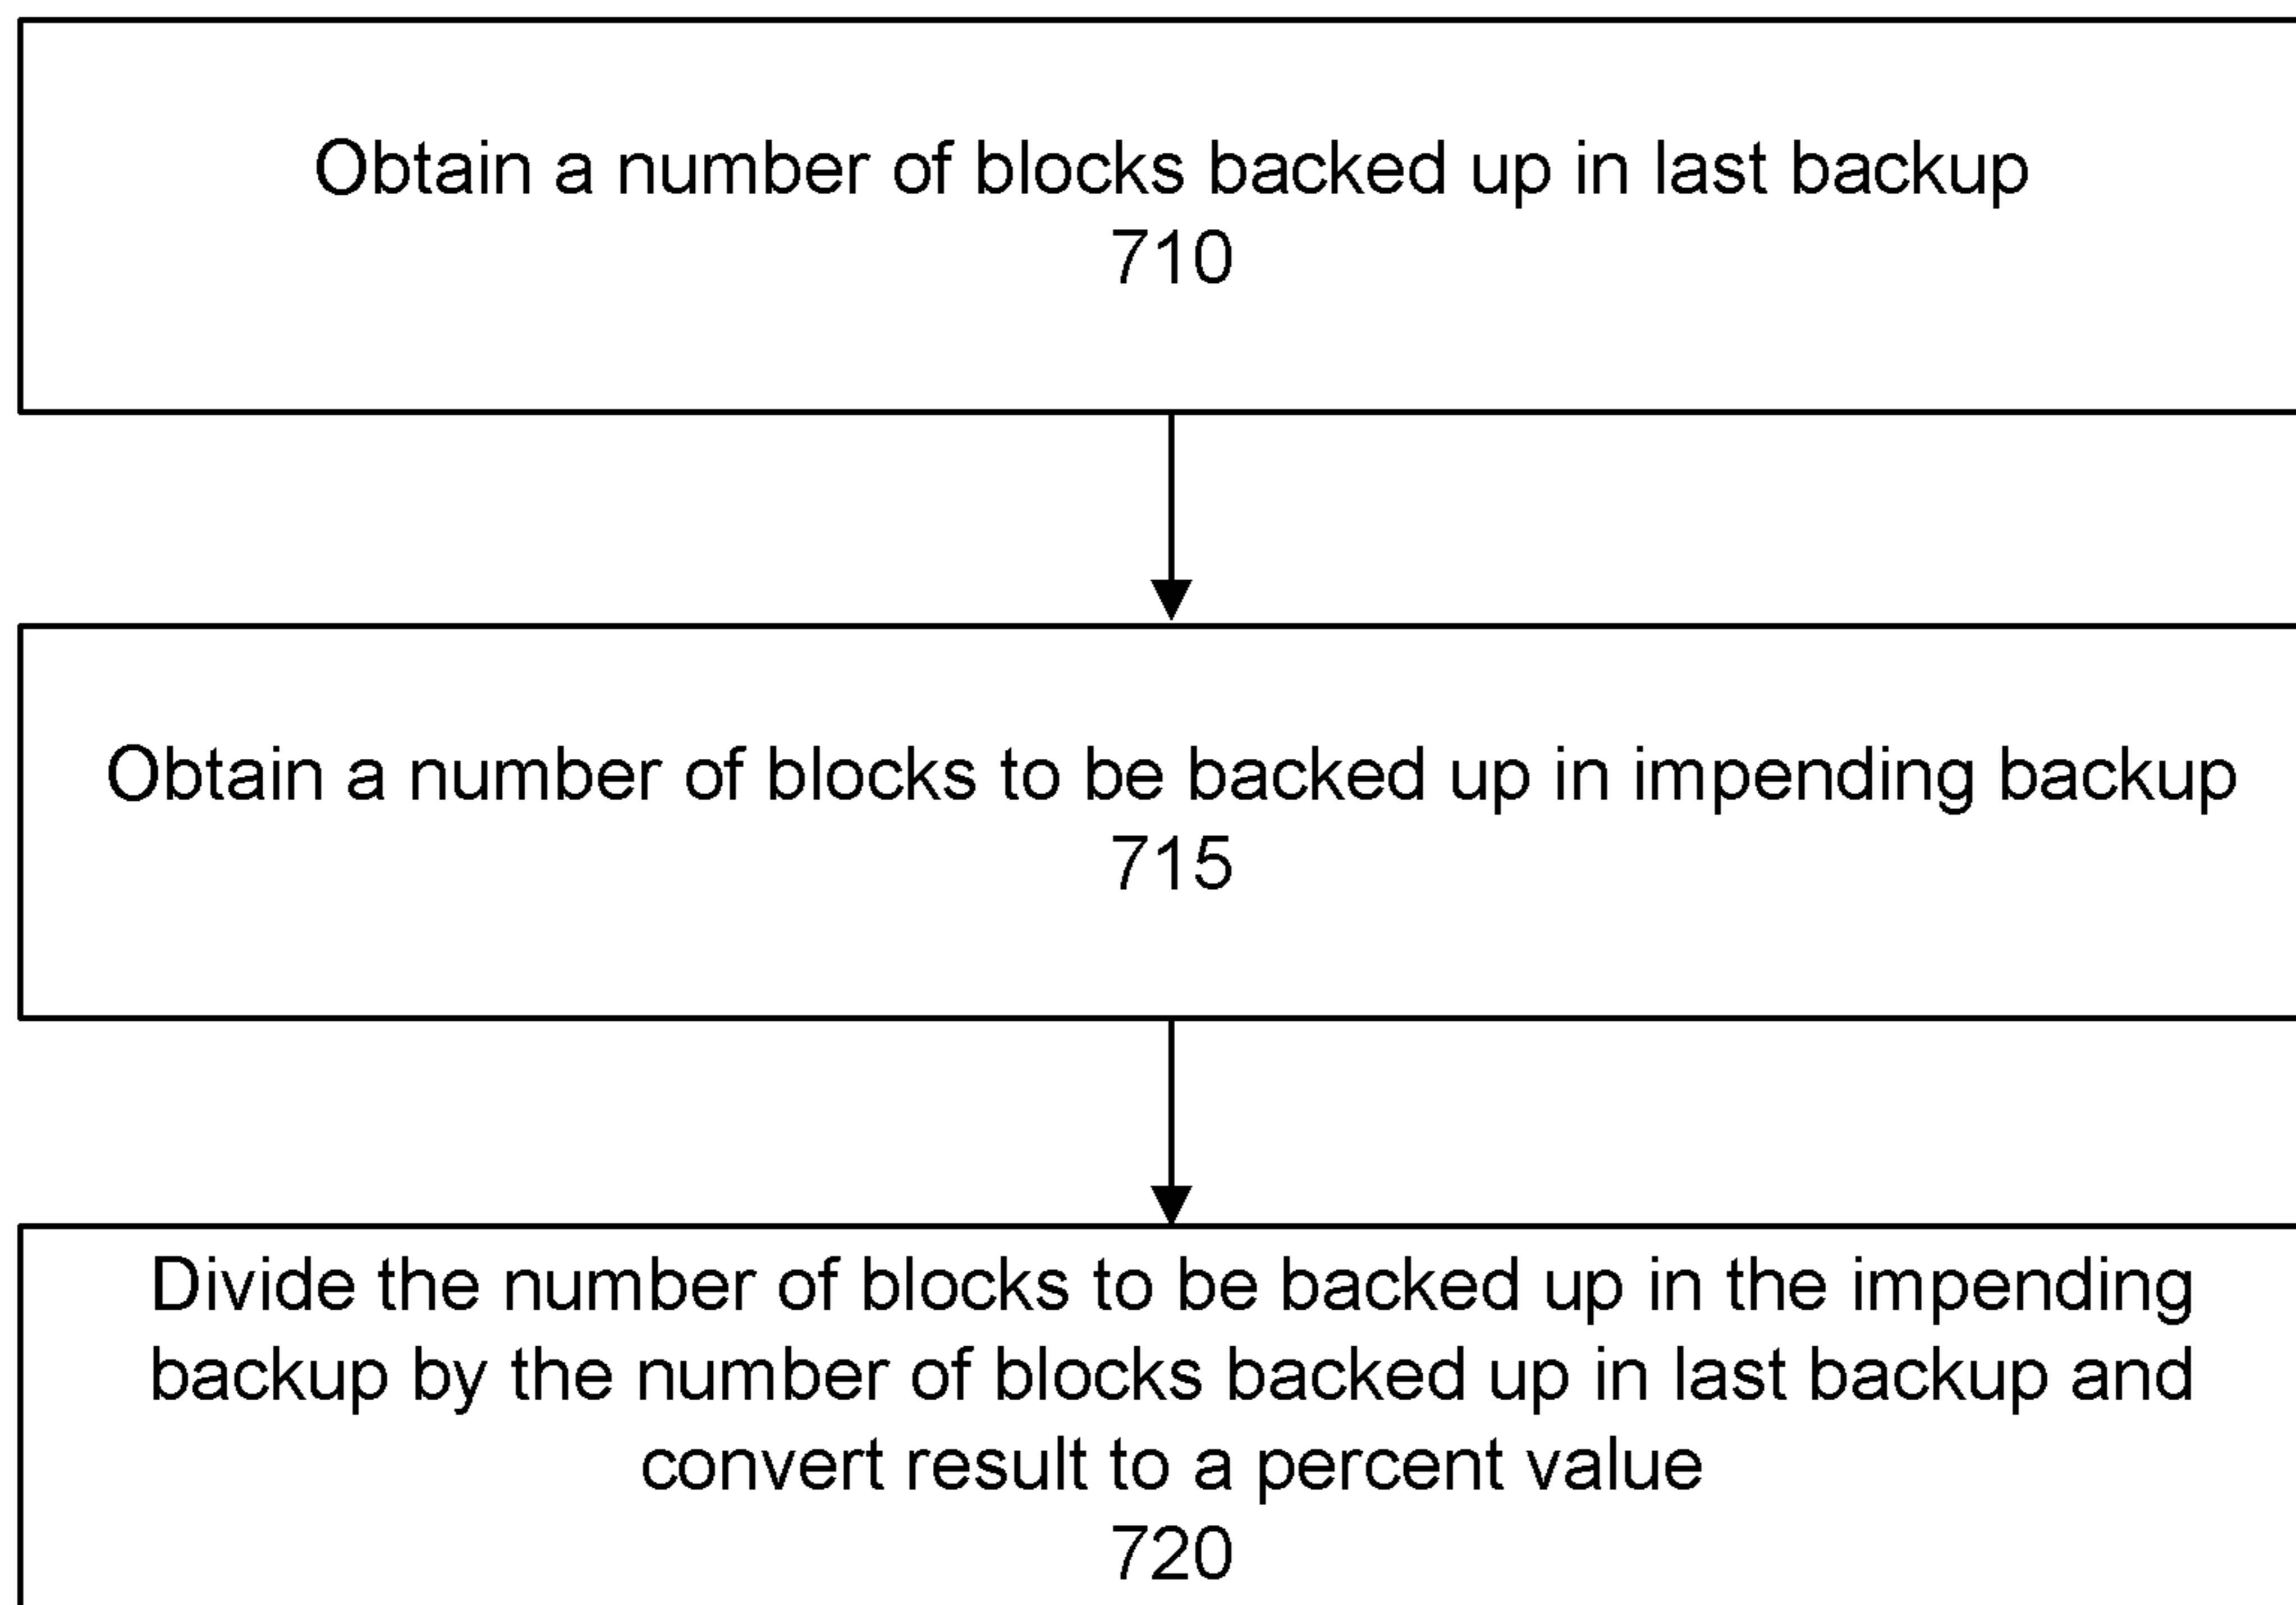 Obtain a number of blocks backed up in last backup
710
Obtain a number of blocks to be backed up in impending backup
715
Divide the number of blocks to be backed up in the impending
backup by the number of blocks backed up in last backup and
convert result to a percent value
720